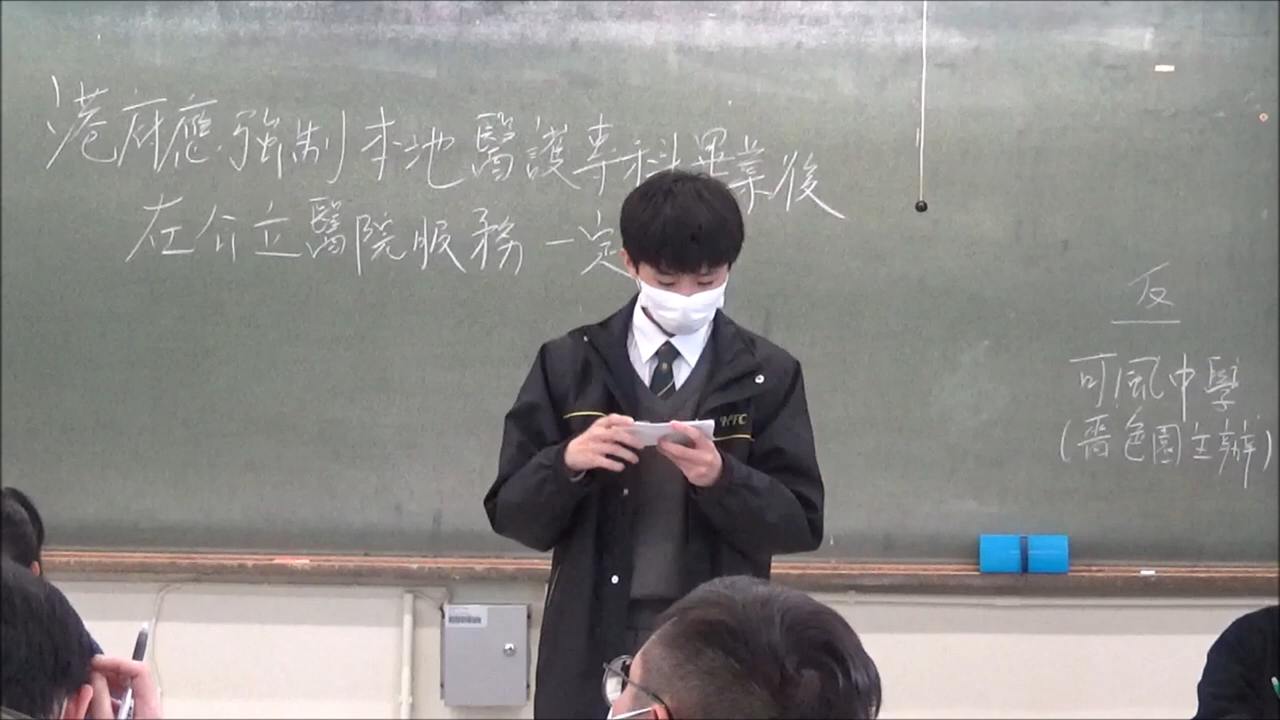 港府應強制本地醫護專科畢業後
在公立醫院服務一定
反
可風中學
(嗇色園主辦)
HFC